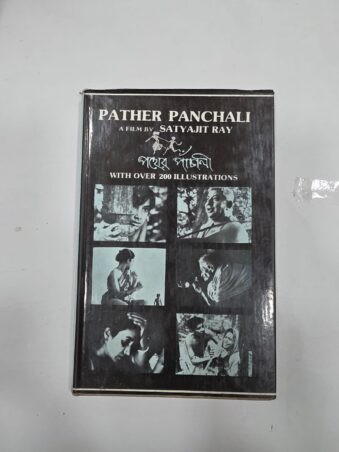 PATHER PANCHALI
A FILM BY SATYAJIT RAY
পথের পাঁচালী
WITH OVER 200 ILLUSTRATIONS